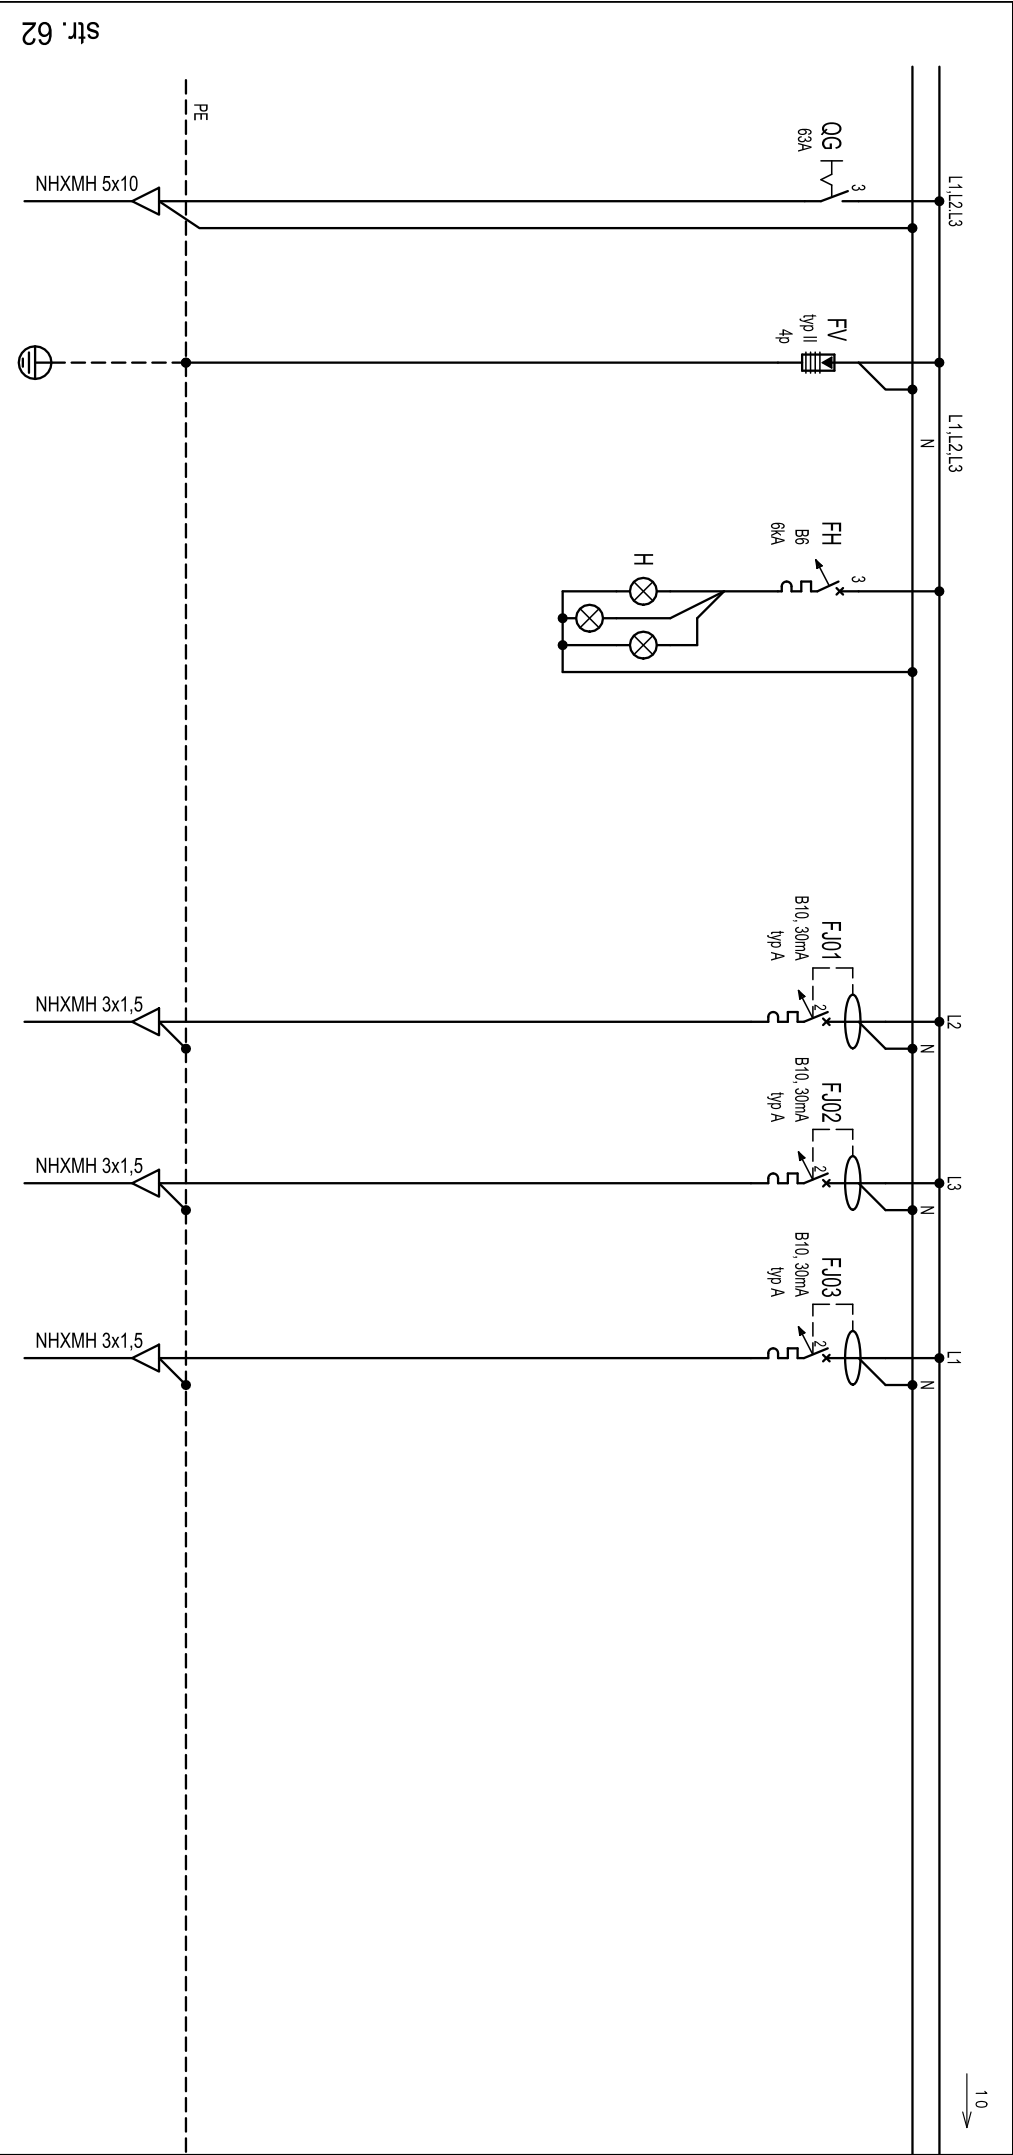 str. 62
L1,L2,L3
QG
63A
3
PE
NHXMH 5x10
FV
typ II
4p
L1,L2,L3
N
FH
B6
6kA
3
H
L2
N
FJ01
B10, 30mA
typ A
2
NHXMH 3x1,5
L3
N
FJ02
B10, 30mA
typ A
2
NHXMH 3x1,5
L1
N
FJ03
B10, 30mA
typ A
2
NHXMH 3x1,5
10